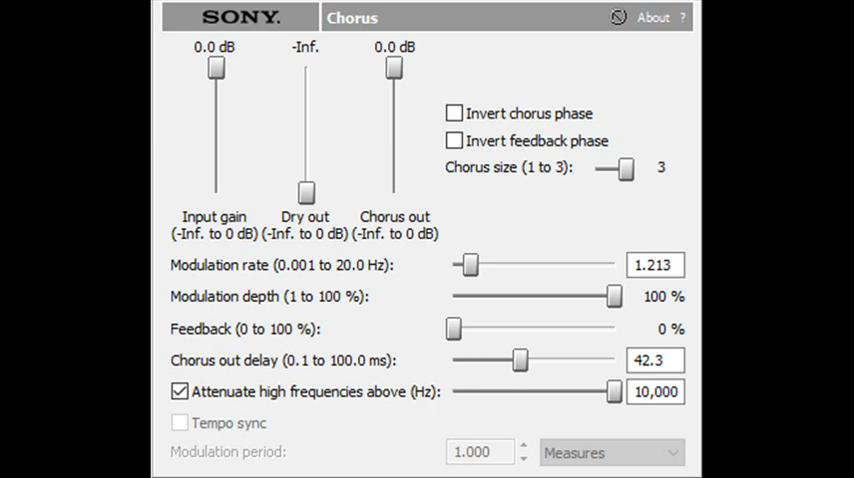 SONY. Chorus About ?
0.0 dB -Inf. 0.0 dB
Invert chorus phase
Invert feedback phase
Chorus size (1 to 3): 3
Input gain Dry out Chorus out
(-Inf. to 0 dB) (-Inf. to 0 dB) (-Inf. to 0 dB)
Modulation rate (0.001 to 20.0 Hz): 1.213
Modulation depth (1 to 100 %): 100 %
Feedback (0 to 100 %): 0 %
Chorus out delay (0.1 to 100.0 ms): 42.3
Attenuate high frequencies above (Hz): 10,000
Tempo sync
Modulation period: 1.000 Measures